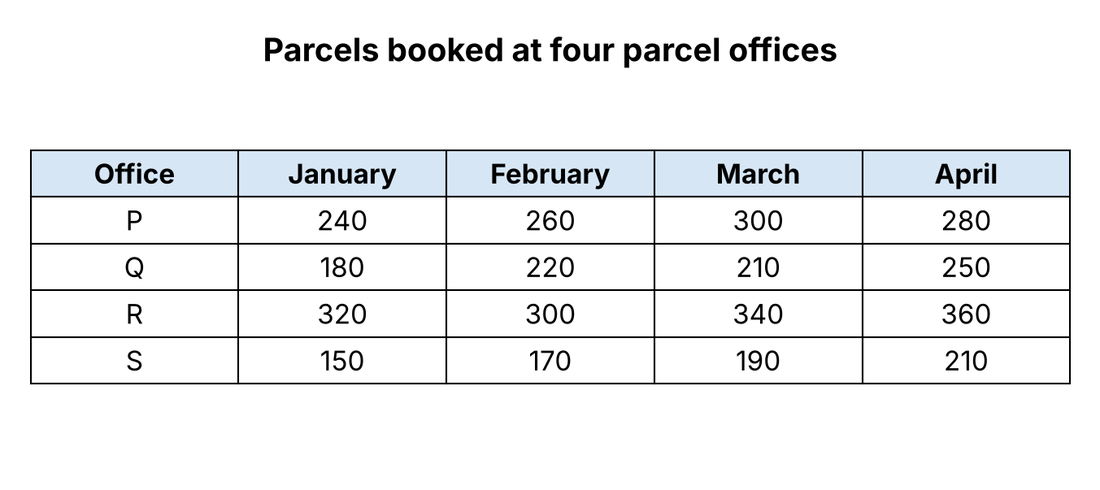 Parcels booked at four parcel offices
Office January February March April
P 240 260 300 280
Q 180 220 210 250
R 320 300 340 360
S 150 170 190 210